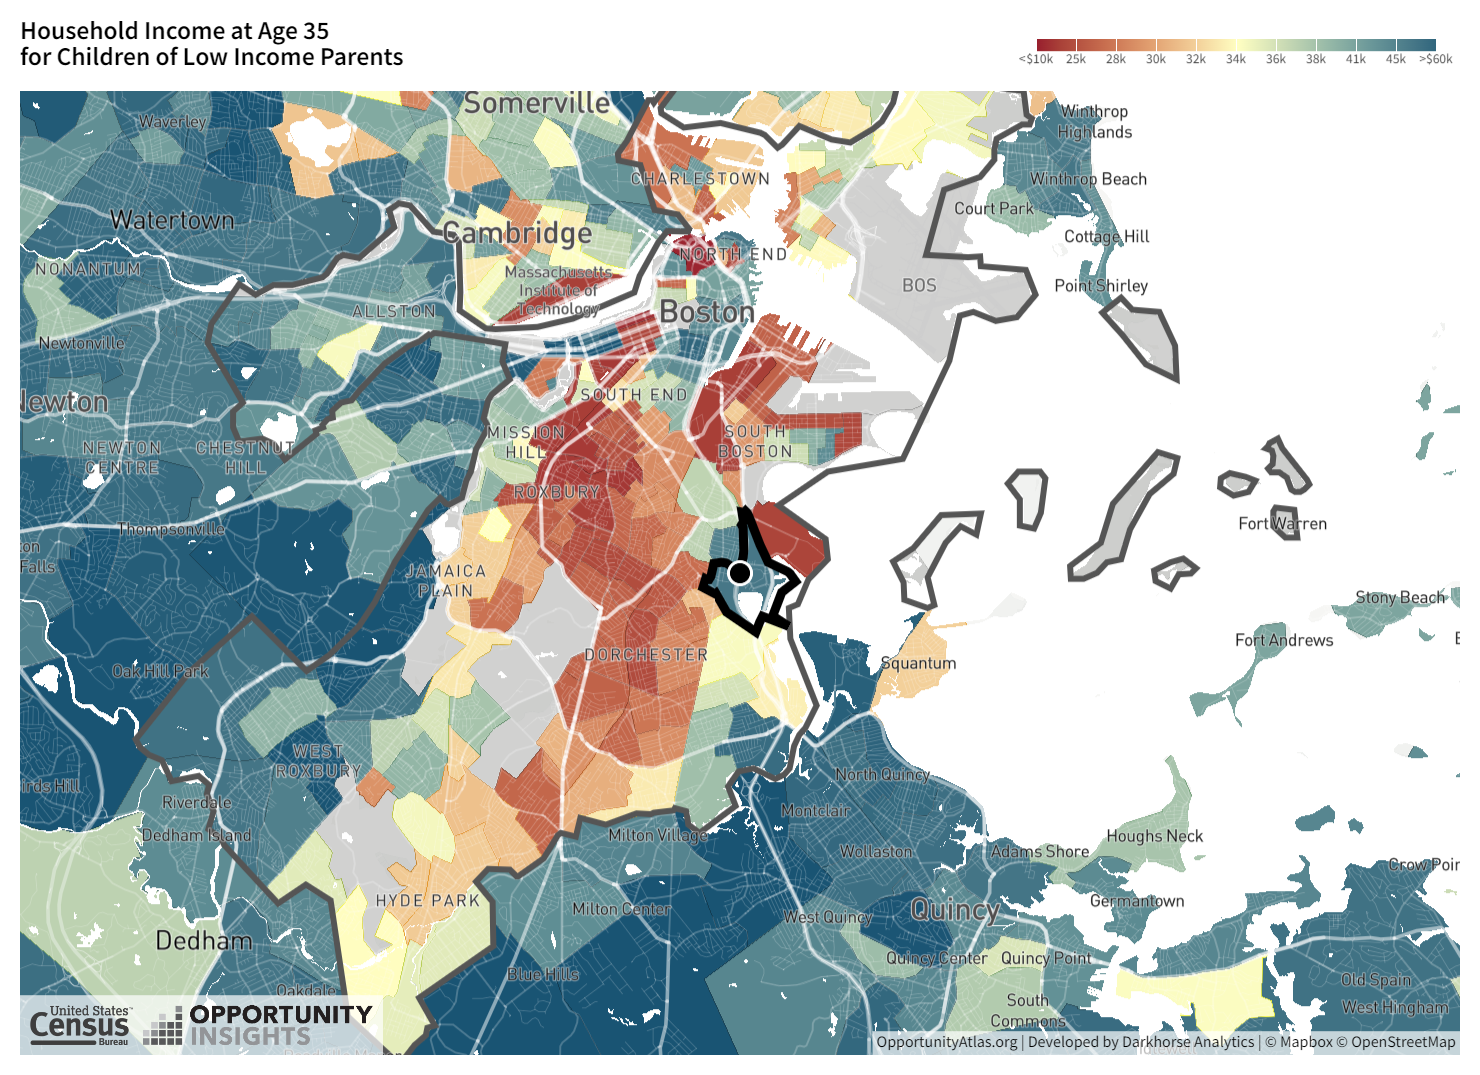 Household Income at Age 35
for Children of Low Income Parents
<$10k 25k 28k 30k 32k 34k 36k 38k 41k 45k >$60k
Somerville
Winthrop
Highlands
Waverley
CHARLESTOWN
Winthrop Beach
Court Park
Watertown
Cambridge
Cottage Hill
NORTH END
NONANTUM
Massachusetts
Institute of
Technology
BOS
Point Shirley
ALLSTON
Boston
Newtonville
SOUTH END
Newton
MISSION
HILL
SOUTH
BOSTON
NEWTON
CENTRE
CHESTNUT
HILL
ROXBURY
Thompsonville
Fort Warren
on
Falls
JAMAICA
PLAIN
Stony Beach
Fort Andrews
DORCHESTER
Squantum
Oak Hill Park
WEST
ROXBURY
North Quincy
irds Hill
Riverdale
Montclair
Dedham Island
Milton Village
Wollaston
Adams Shore
Houghs Neck
Crow Poin
HYDE PARK
Milton Center
West Quincy
Quincy
Germantown
Dedham
Quincy Center
Quincy Point
Blue Hills
Old Spain
Oakdale
South
Commons
West Hingham
United States™
Census
Bureau
OPPORTUNITY
INSIGHTS
OpportunityAtlas.org | Developed by Darkhorse Analytics | © Mapbox © OpenStreetMap